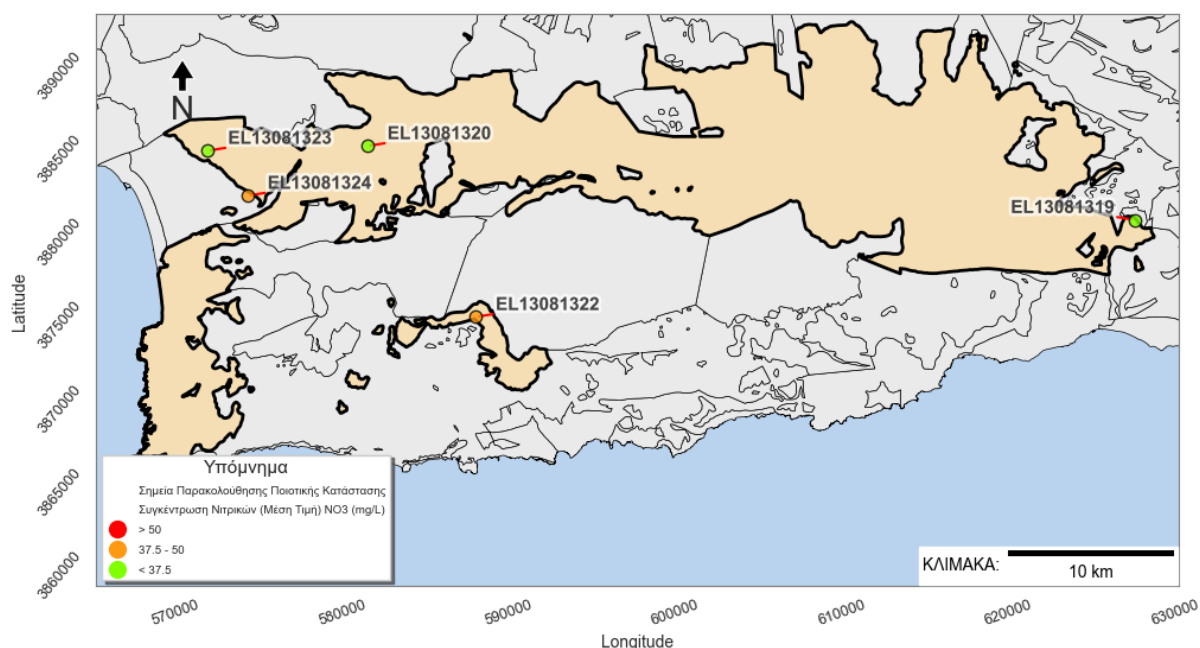 3890000
3885000
3880000
3875000
3870000
3865000
3860000
Latitude
N
EL13081323
EL13081320
EL13081324
EL13081319
EL13081322
Υπόμνημα
Σημεία Παρακολούθησης Ποιοτικής Κατάστασης
Συγκέντρωση Νιτρικών (Μέση Τιμή) NO3 (mg/L)
> 50
37.5 - 50
< 37.5
ΚΛΙΜΑΚΑ:
10 km
570000
580000
590000
600000
610000
620000
630000
Longitude